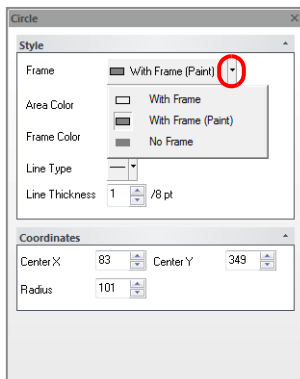 Circle
Style
Frame
With Frame (Paint)
With Frame
Area Color
With Frame (Paint)
Frame Color
No Frame
Line Type
Line Thickness 1 /8 pt
Coordinates
Center X 83 Center Y 349
Radius 101